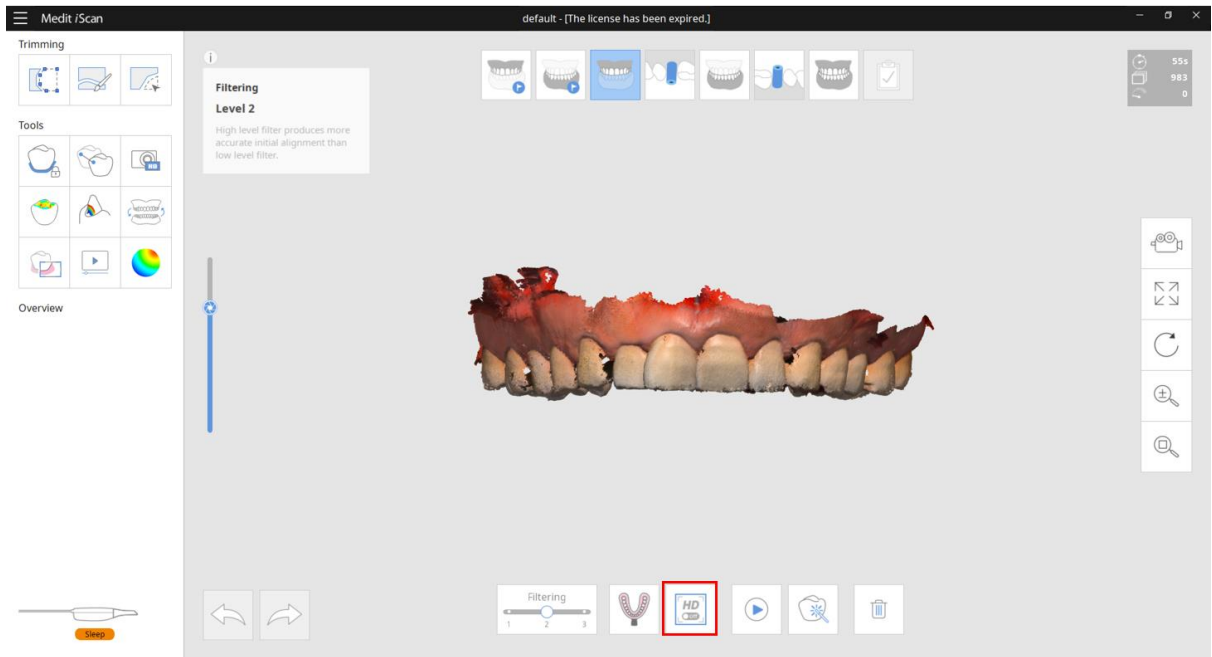 Medit iScan
default - [The license has been expired.]
Trimming
Filtering
Level 2
High level filter produces more
accurate initial alignment than
low level filter.
55s
983
0
Tools
HD
Overview
Filtering
1 2 3
HD
Sleep